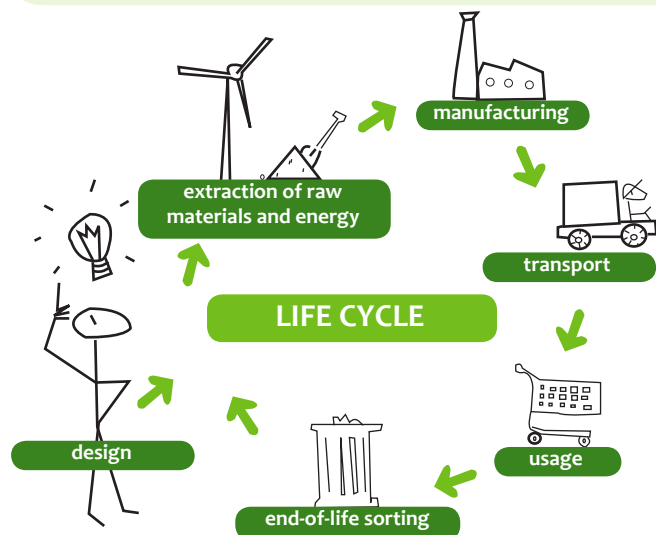 manufacturing
extraction of raw
materials and energy
transport
LIFE CYCLE
design
usage
end-of-life sorting